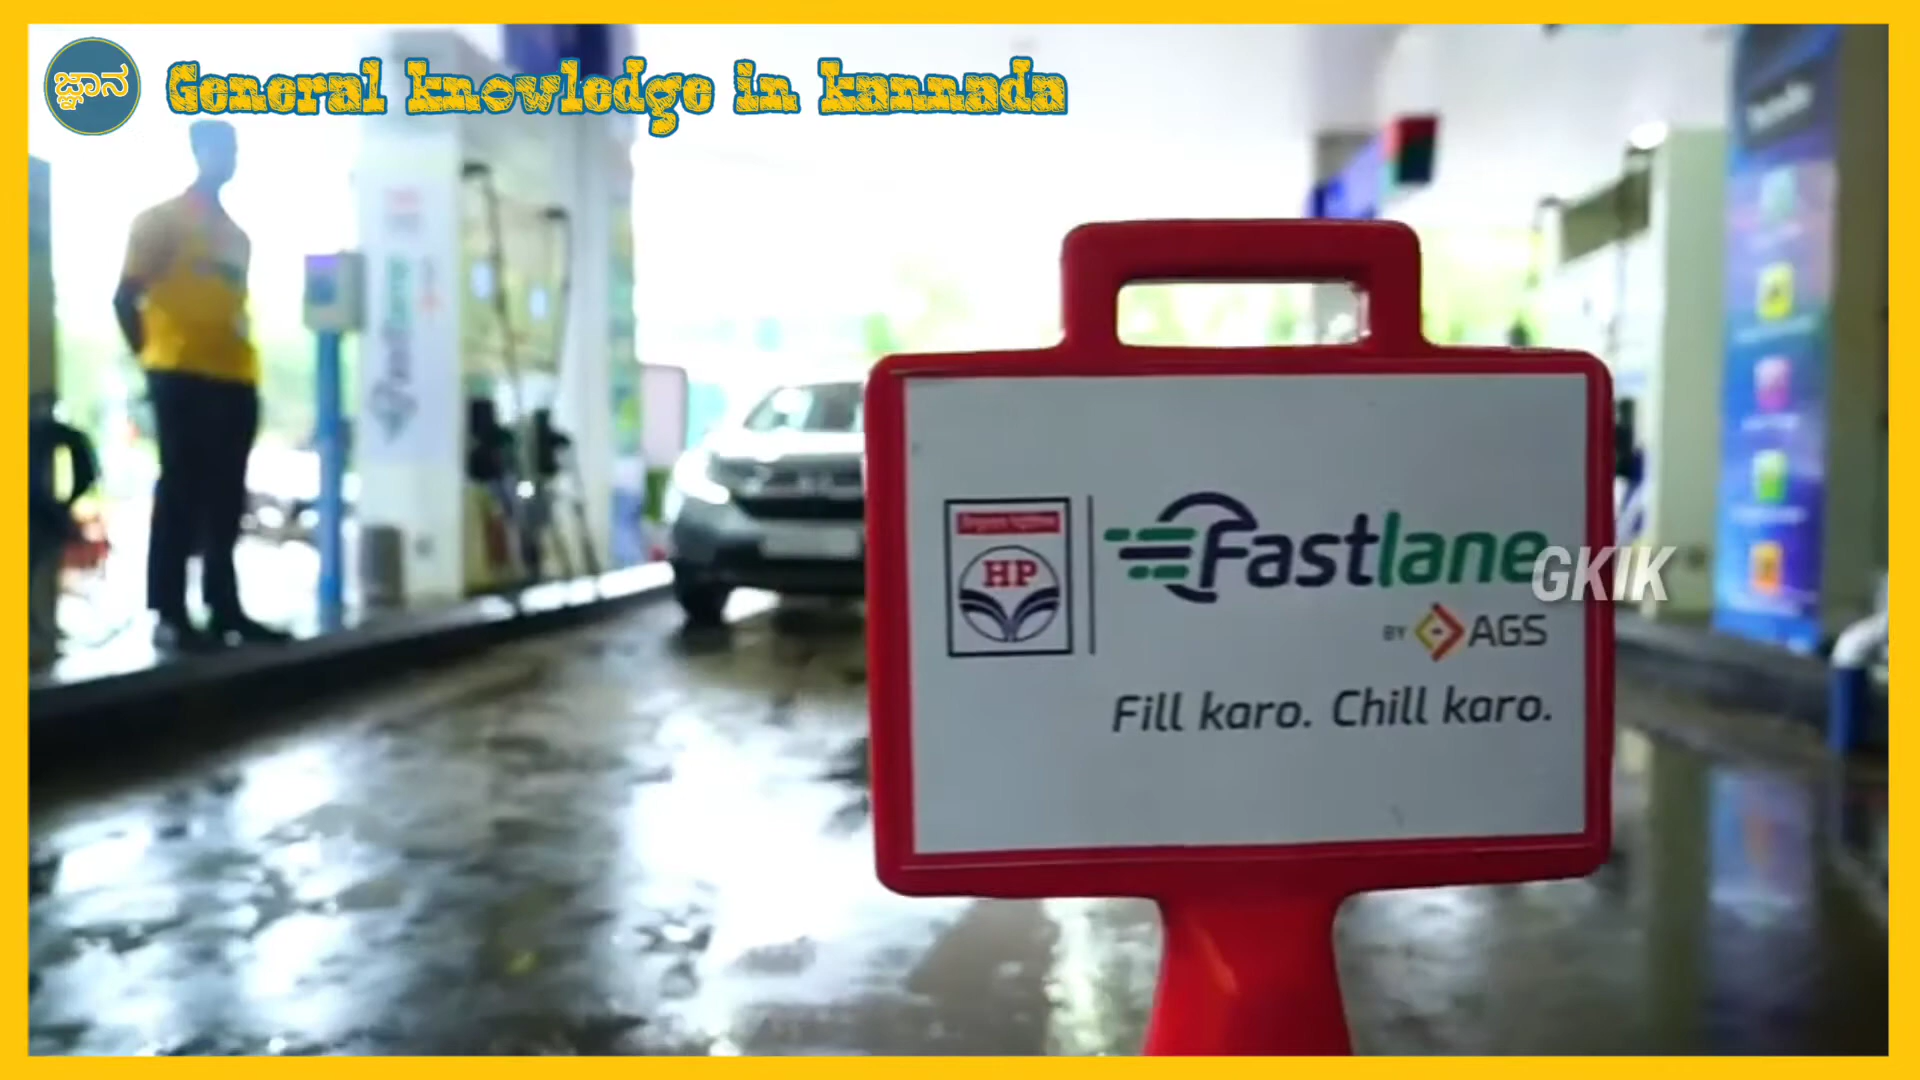 ಜ್ಞಾನ
General knowledge in kannada
HP
Fastlane
GKIK
BY AGS
Fill karo. Chill karo.